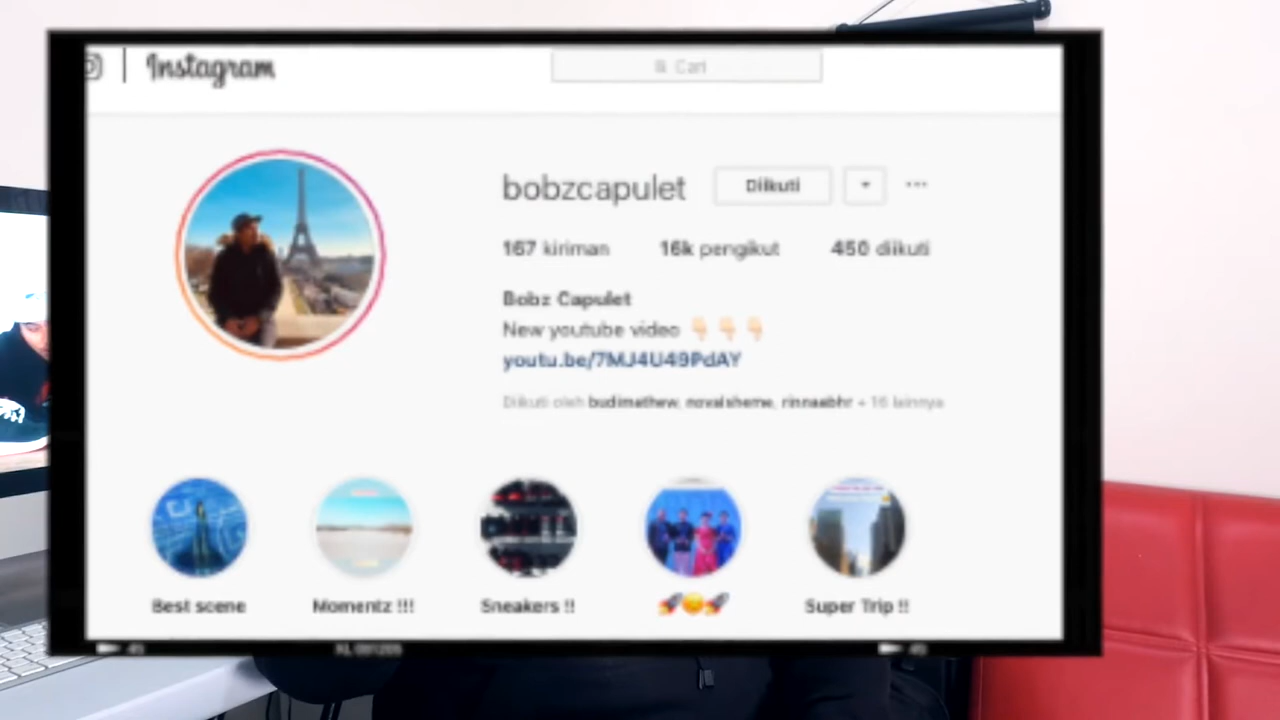 Instagram
Cari
bobzcapulet Diikuti
167 kiriman 16k pengikut 450 diikuti
Bobz Capulet
New youtube video 👇🏻👇🏻👇🏻
youtu.be/7MJ4U49PdAY
Diikuti oleh budimathew, novalsheme, rinnaabhr + 16 lainnya
Best scene Momentz !!! Sneakers !! 🚀😊🚀 Super Trip !!